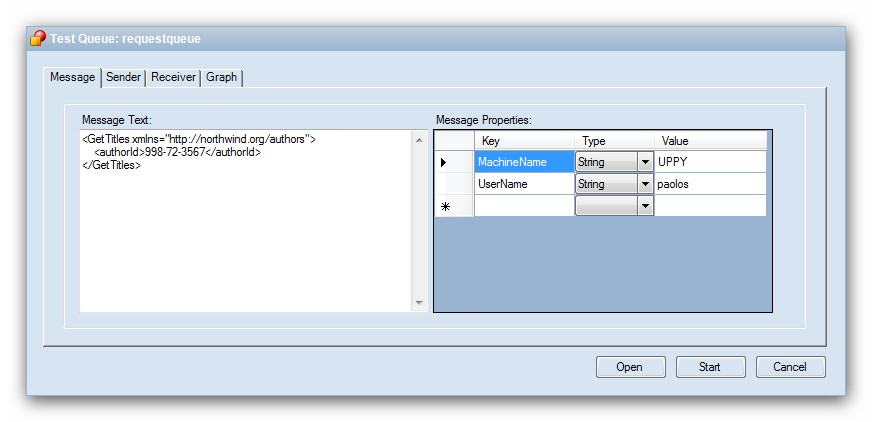 Test Queue: requestqueue
Message Sender Receiver Graph
Message Text:
<GetTitles xmlns="http://northwind.org/authors">
<authorId>998-72-3567</authorId>
</GetTitles>
Message Properties:
Key Type Value
MachineName String UPPY
UserName String paolos
Open Start Cancel